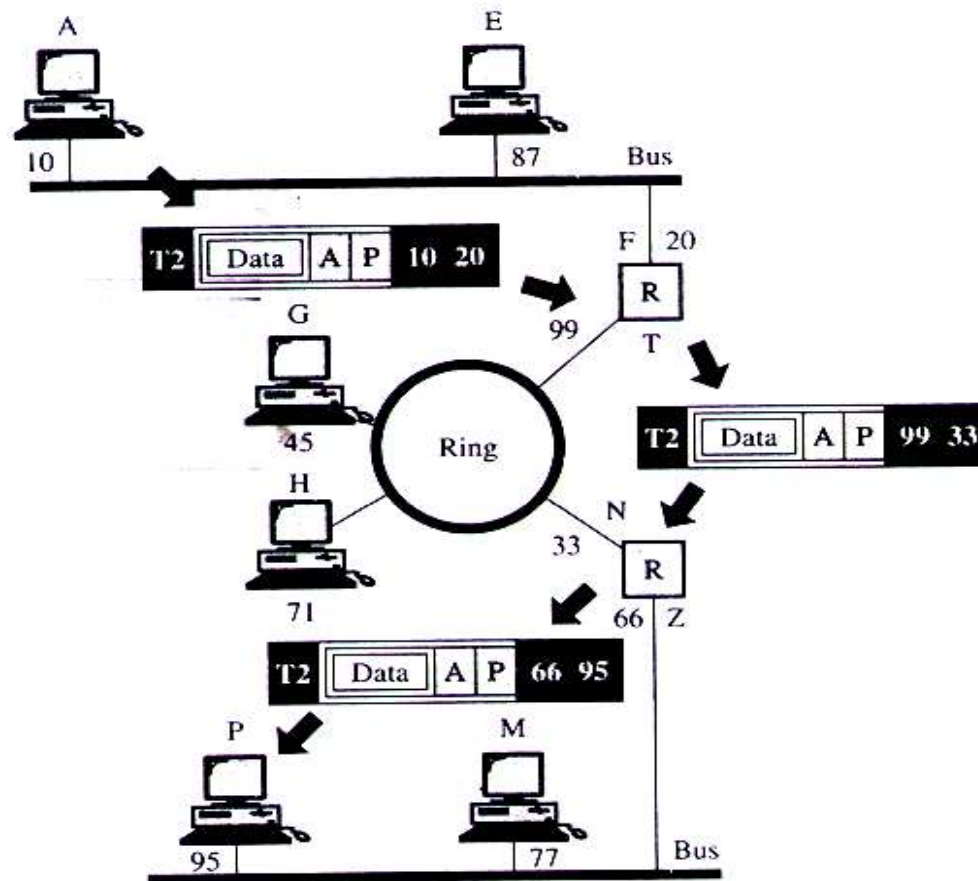 A
E
10
87
Bus
T2 Data A P 10 20
F 20
R
G
99
T
45
Ring
T2 Data A P 99 33
H
N
33
R
71
66 Z
T2 Data A P 66 95
P
M
95
77
Bus